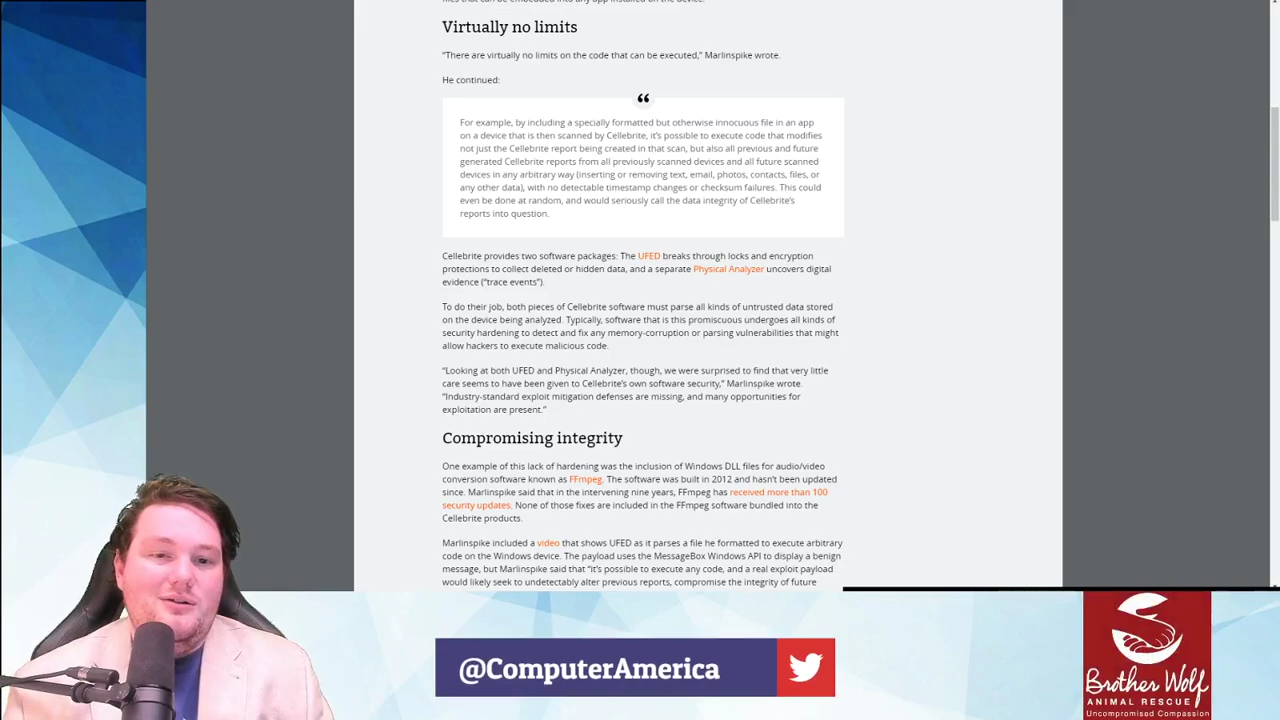 files that can be embedded into any app installed on the device.
Virtually no limits
“There are virtually no limits on the code that can be executed,” Marlinspike wrote.
He continued:
“
For example, by including a specially formatted but otherwise innocuous file in an app
on a device that is then scanned by Cellebrite, it’s possible to execute code that modifies
not just the Cellebrite report being created in that scan, but also all previous and future
generated Cellebrite reports from all previously scanned devices and all future scanned
devices in any arbitrary way (inserting or removing text, email, photos, contacts, files, or
any other data), with no detectable timestamp changes or checksum failures. This could
even be done at random, and would seriously call the data integrity of Cellebrite’s
reports into question.
Cellebrite provides two software packages: The UFED breaks through locks and encryption
protections to collect deleted or hidden data, and a separate Physical Analyzer uncovers digital
evidence (“trace events”).
To do their job, both pieces of Cellebrite software must parse all kinds of untrusted data stored
on the device being analyzed. Typically, software that is this promiscuous undergoes all kinds of
security hardening to detect and fix any memory-corruption or parsing vulnerabilities that might
allow hackers to execute malicious code.
“Looking at both UFED and Physical Analyzer, though, we were surprised to find that very little
care seems to have been given to Cellebrite’s own software security,” Marlinspike wrote.
“Industry-standard exploit mitigation defenses are missing, and many opportunities for
exploitation are present.”
Compromising integrity
One example of this lack of hardening was the inclusion of Windows DLL files for audio/video
conversion software known as FFmpeg. The software was built in 2012 and hasn’t been updated
since. Marlinspike said that in the intervening nine years, FFmpeg has received more than 100
security updates. None of those fixes are included in the FFmpeg software bundled into the
Cellebrite products.
Marlinspike included a video that shows UFED as it parses a file he formatted to execute arbitrary
code on the Windows device. The payload uses the MessageBox Windows API to display a benign
message, but Marlinspike said that “it’s possible to execute any code, and a real exploit payload
would likely seek to undetectably alter previous reports, compromise the integrity of future
@ComputerAmerica
Brother Wolf
ANIMAL RESCUE
Uncompromised Compassion